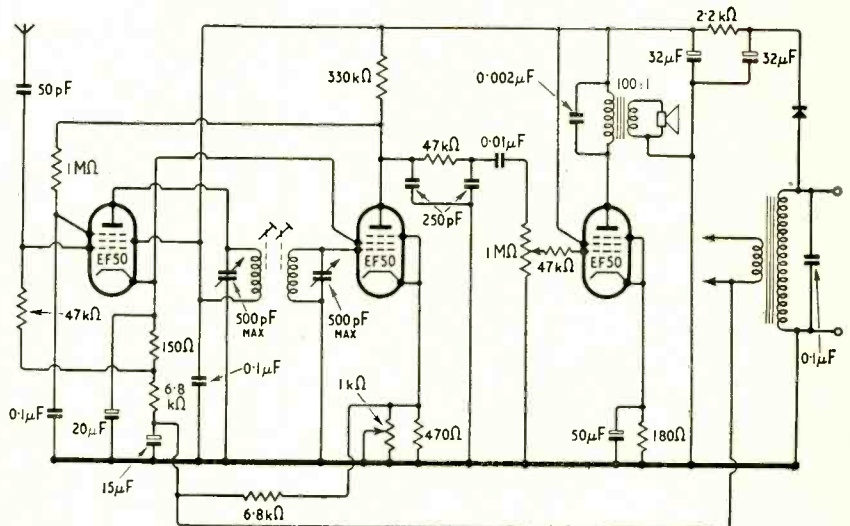 2·2kΩ
32μF
32μF
330kΩ
0·002μF
100:1
50pF
47kΩ
0·01μF
1MΩ
250pF
EF50
EF50
1MΩ
47kΩ
EF50
500pF
MAX
500pF
MAX
47kΩ
150Ω
0·1μF
0·1μF
6·8
kΩ
1kΩ
0·1μF
20μF
470Ω
50μF
180Ω
15μF
6·8kΩ